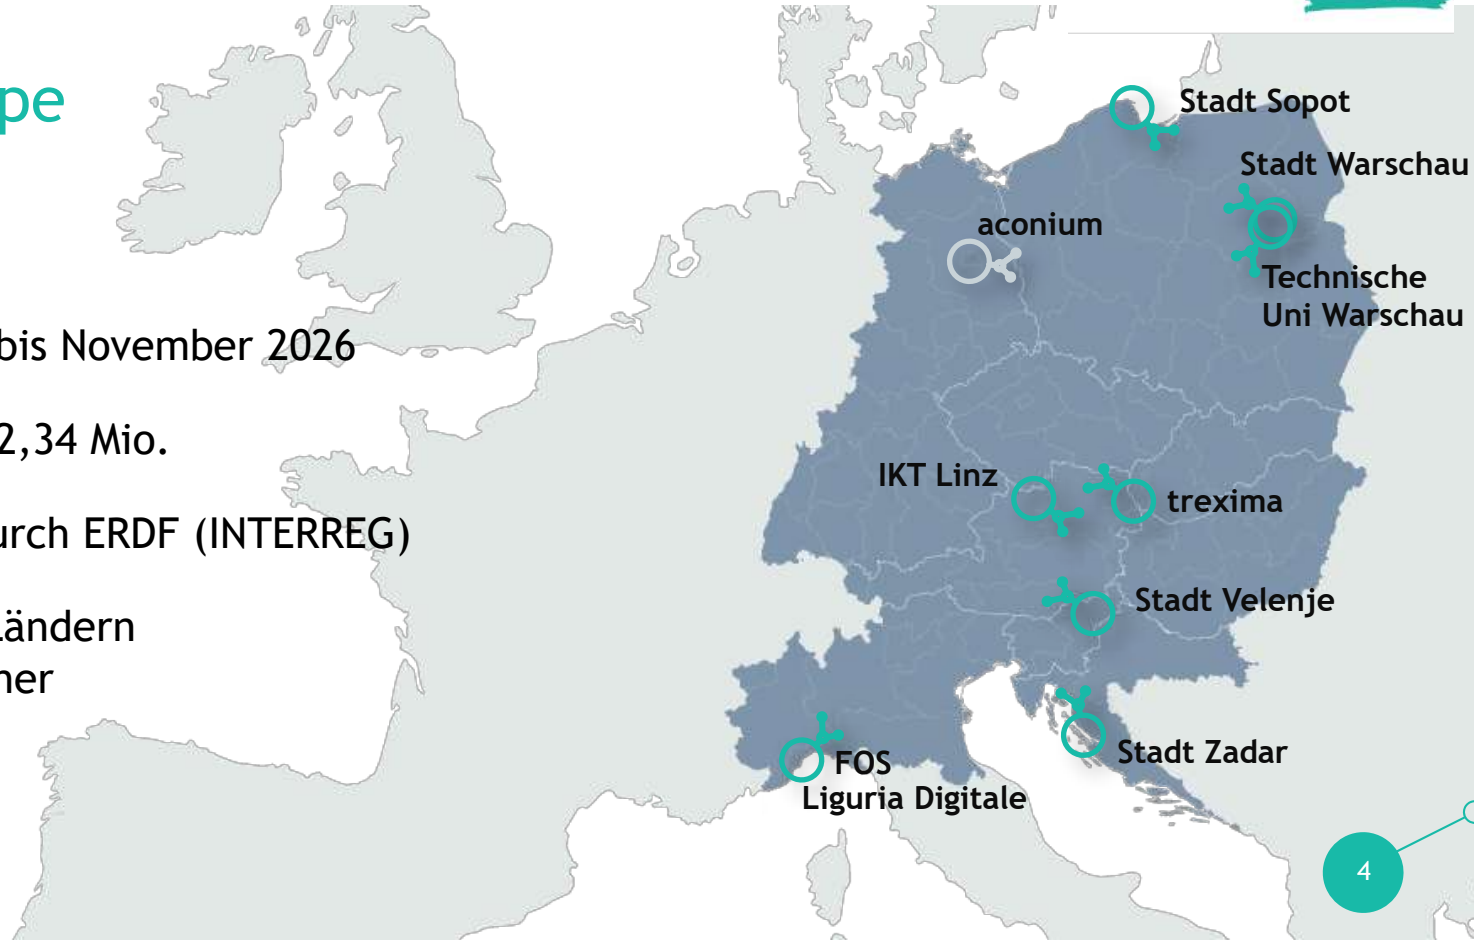 pe
bis November 2026
2,34 Mio.
urch ERDF (INTERREG)
Ländern
ner
Stadt Sopot
Stadt Warschau
aconium
Technische
Uni Warschau
IKT Linz
trexima
Stadt Velenje
Stadt Zadar
FOS
Liguria Digitale
4